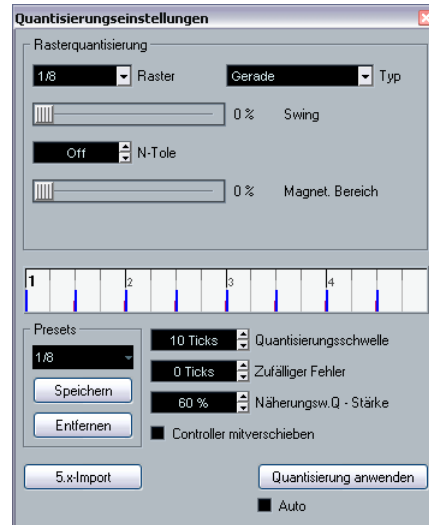 Quantisierungseinstellungen
Rasterquantisierung
1/8 Raster Gerade Typ
0 % Swing
Off N-Tole
0 % Magnet. Bereich
1 2 3 4
Presets
1/8
Speichern
Entfernen
10 Ticks Quantisierungsschwelle
0 Ticks Zufälliger Fehler
60 % Näherungsw.Q - Stärke
Controller mitverschieben
5.x-Import
Quantisierung anwenden
Auto